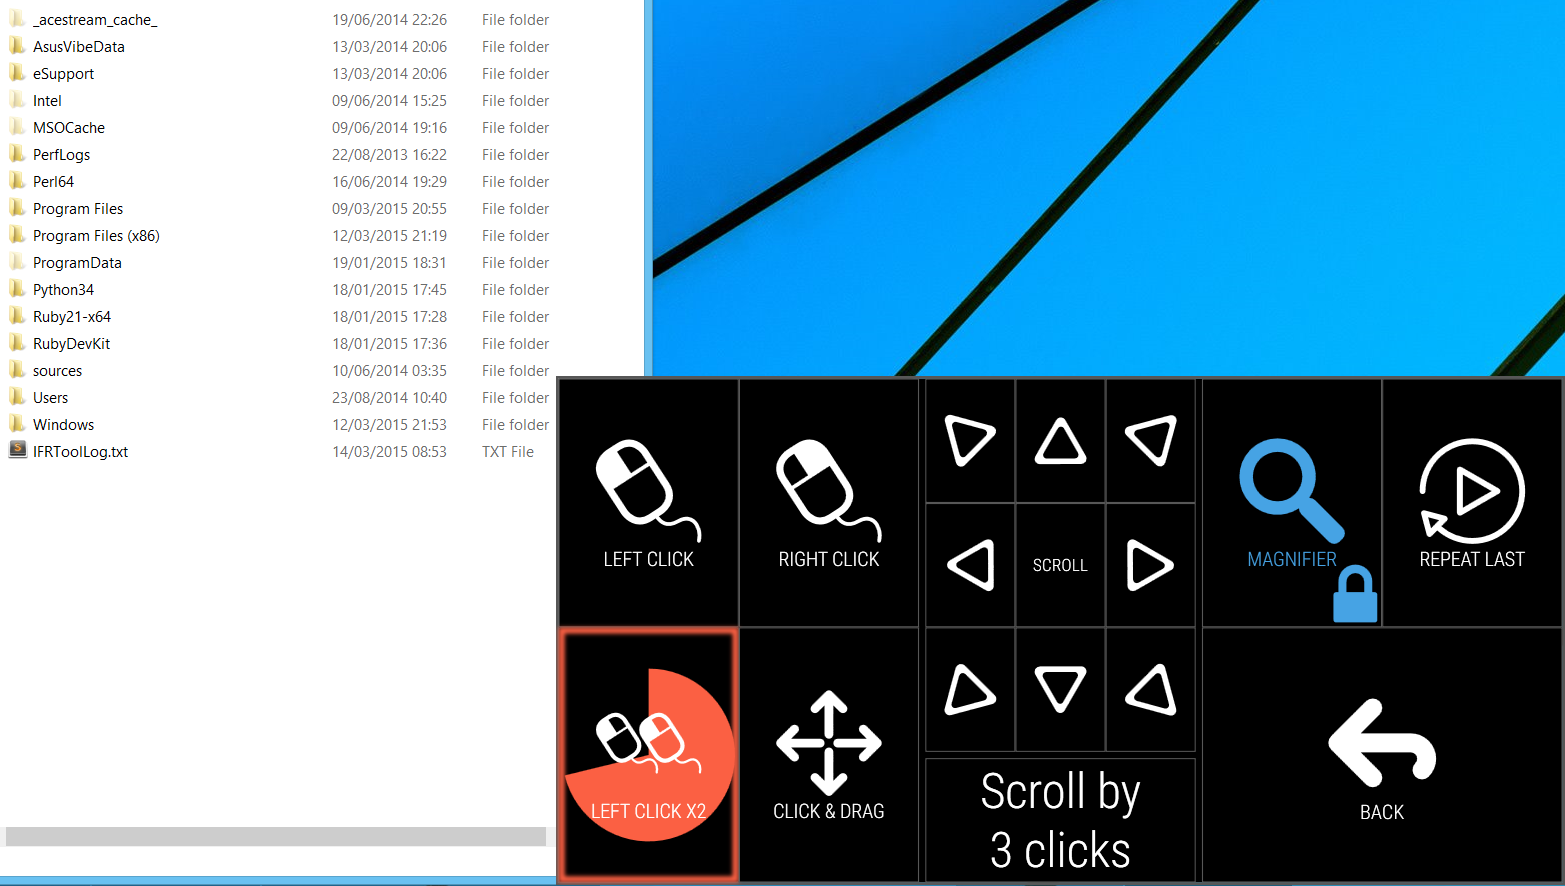 _acestream_cache_ 19/06/2014 22:26 File folder
AsusVibeData 13/03/2014 20:06 File folder
eSupport 13/03/2014 20:06 File folder
Intel 09/06/2014 15:25 File folder
MSOCache 09/06/2014 19:16 File folder
PerfLogs 22/08/2013 16:22 File folder
Perl64 16/06/2014 19:29 File folder
Program Files 09/03/2015 20:55 File folder
Program Files (x86) 12/03/2015 21:19 File folder
ProgramData 19/01/2015 18:31 File folder
Python34 18/01/2015 17:45 File folder
Ruby21-x64 18/01/2015 17:28 File folder
RubyDevKit 18/01/2015 17:36 File folder
sources 10/06/2014 03:35 File folder
Users 23/08/2014 10:40 File folder
Windows 12/03/2015 21:53 File folder
IFRToolLog.txt 14/03/2015 08:53 TXT File
LEFT CLICK
RIGHT CLICK
SCROLL
MAGNIFIER
REPEAT LAST
LEFT CLICK X2
CLICK & DRAG
Scroll by
3 clicks
BACK